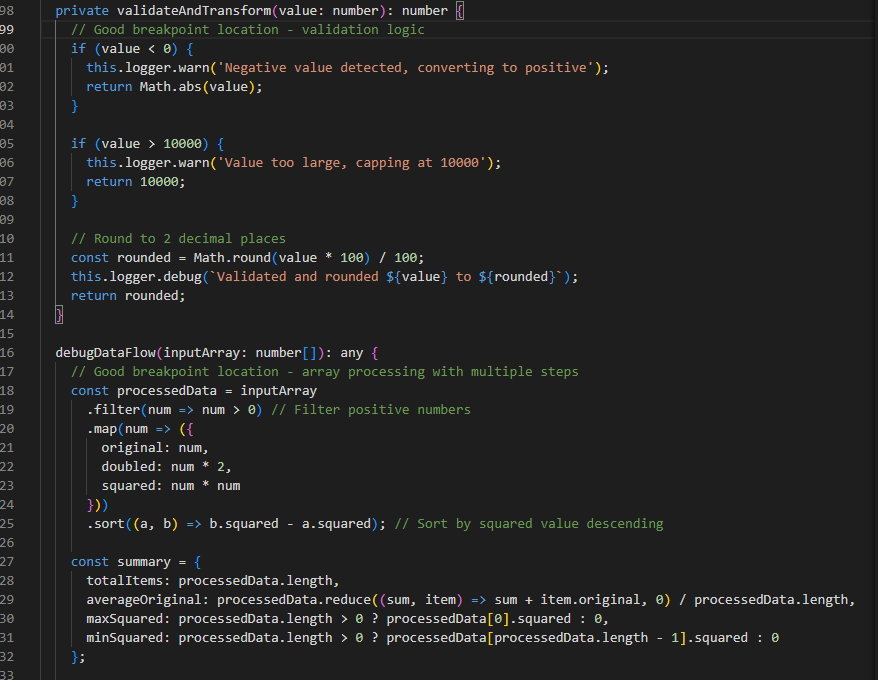 98 private validateAndTransform(value: number): number {
99 // Good breakpoint location - validation logic
00 if (value < 0) {
01 this.logger.warn('Negative value detected, converting to positive');
02 return Math.abs(value);
03 }
04
05 if (value > 10000) {
06 this.logger.warn('Value too large, capping at 10000');
07 return 10000;
08 }
09
10 // Round to 2 decimal places
11 const rounded = Math.round(value * 100) / 100;
12 this.logger.debug(`Validated and rounded ${value} to ${rounded}`);
13 return rounded;
14 }
15
16 debugDataFlow(inputArray: number[]): any {
17 // Good breakpoint location - array processing with multiple steps
18 const processedData = inputArray
19 .filter(num => num > 0) // Filter positive numbers
20 .map(num => ({
21 original: num,
22 doubled: num * 2,
23 squared: num * num
24 }))
25 .sort((a, b) => b.squared - a.squared); // Sort by squared value descending
26
27 const summary = {
28 totalItems: processedData.length,
29 averageOriginal: processedData.reduce((sum, item) => sum + item.original, 0) / processedData.length,
30 maxSquared: processedData.length > 0 ? processedData[0].squared : 0,
31 minSquared: processedData.length > 0 ? processedData[processedData.length - 1].squared : 0
32 };
33